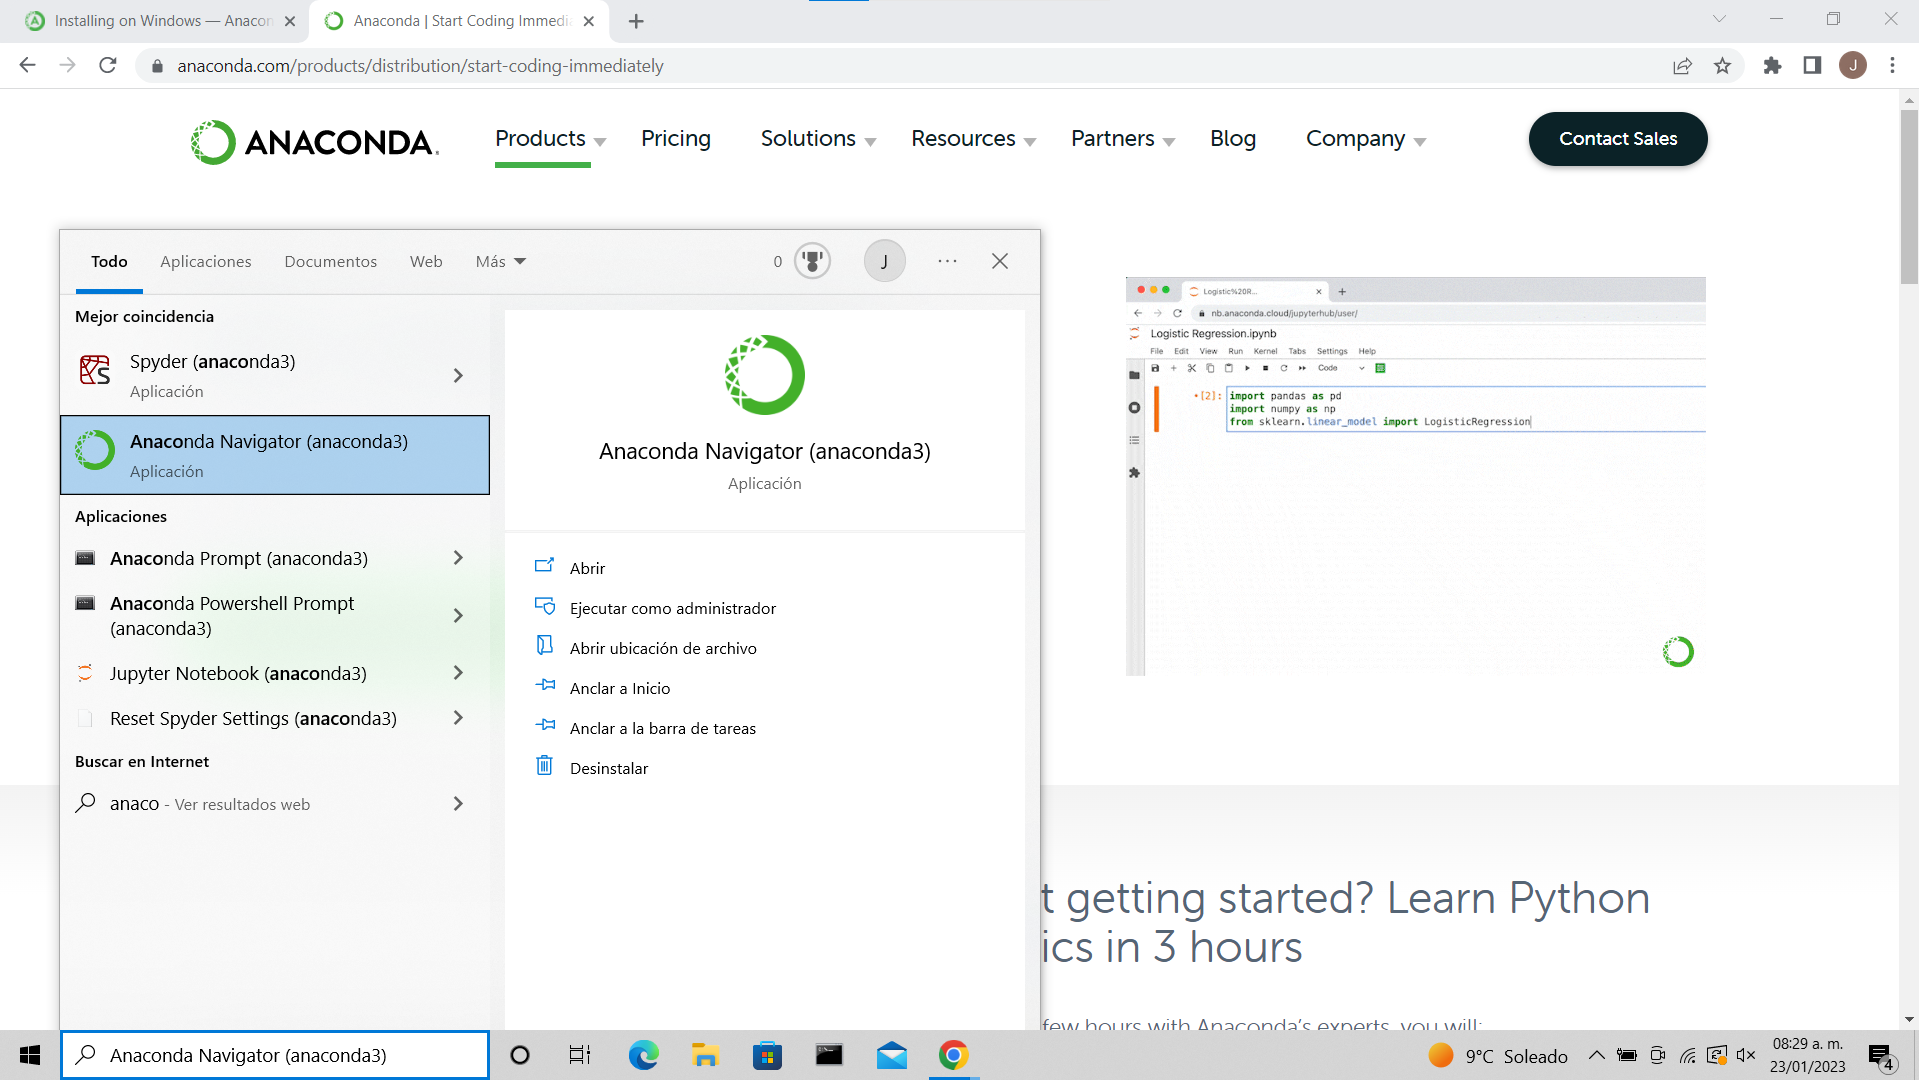 Installing on Windows — Anacon
Anaconda | Start Coding Immedi
anaconda.com/products/distribution/start-coding-immediately
J
ANACONDA.
Products
Pricing
Solutions
Resources
Partners
Blog
Company
Contact Sales
Todo
Aplicaciones
Documentos
Web
Más
0
J
Mejor coincidencia
Spyder (anaconda3)
Aplicación
Anaconda Navigator (anaconda3)
Aplicación
Aplicaciones
Anaconda Prompt (anaconda3)
Anaconda Powershell Prompt
(anaconda3)
Jupyter Notebook (anaconda3)
Reset Spyder Settings (anaconda3)
Buscar en Internet
anaco - Ver resultados web
Anaconda Navigator (anaconda3)
Aplicación
Abrir
Ejecutar como administrador
Abrir ubicación de archivo
Anclar a Inicio
Anclar a la barra de tareas
Desinstalar
Logistic%20R...
nb.anaconda.cloud/jupyterhub/user/
Logistic Regression.ipynb
File Edit View Run Kernel Tabs Settings Help
Code
[2]:
import pandas as pd
import numpy as np
from sklearn.linear_model import LogisticRegression
t getting started? Learn Python
ics in 3 hours
few hours with Anaconda's experts, you will:
Anaconda Navigator (anaconda3)
9°C Soleado
08:29 a. m.
23/01/2023
4